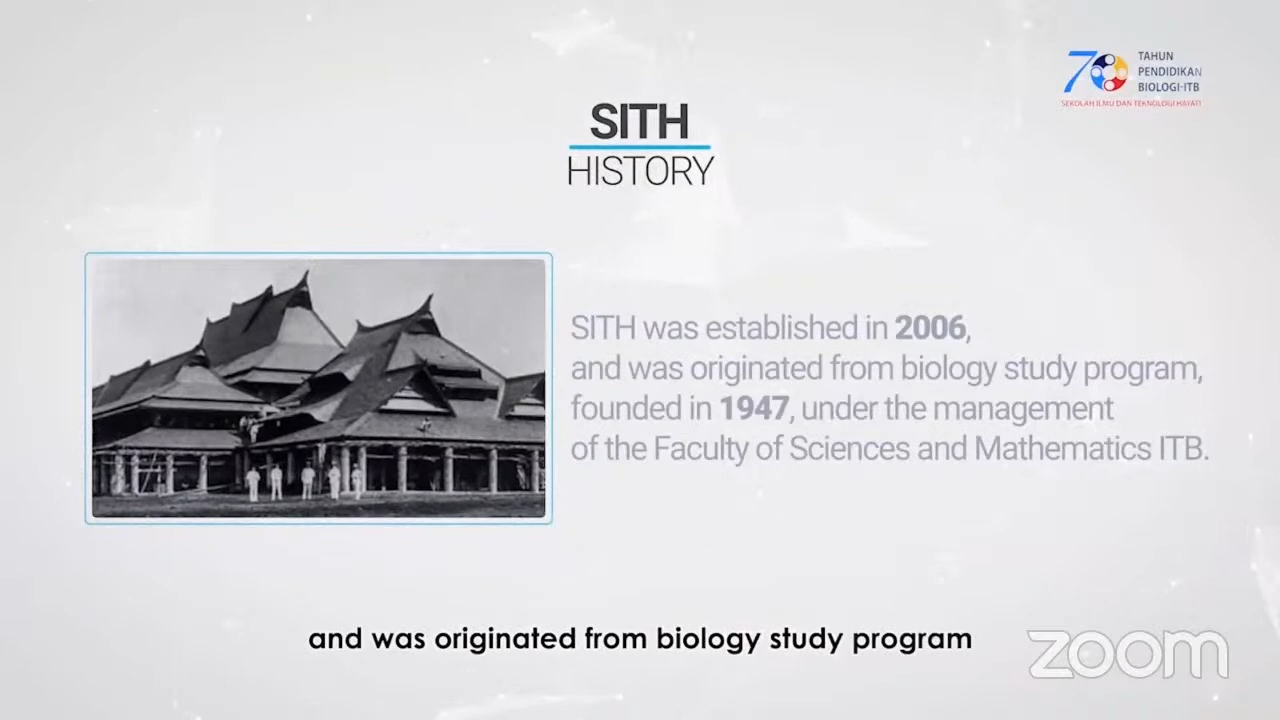 70 TAHUN
PENDIDIKAN
BIOLOGI-ITB
SEKOLAH ILMU DAN TEKNOLOGI HAYATI
SITH
HISTORY
SITH was established in 2006,
and was originated from biology study program,
founded in 1947, under the management
of the Faculty of Sciences and Mathematics ITB.
and was originated from biology study program
zoom